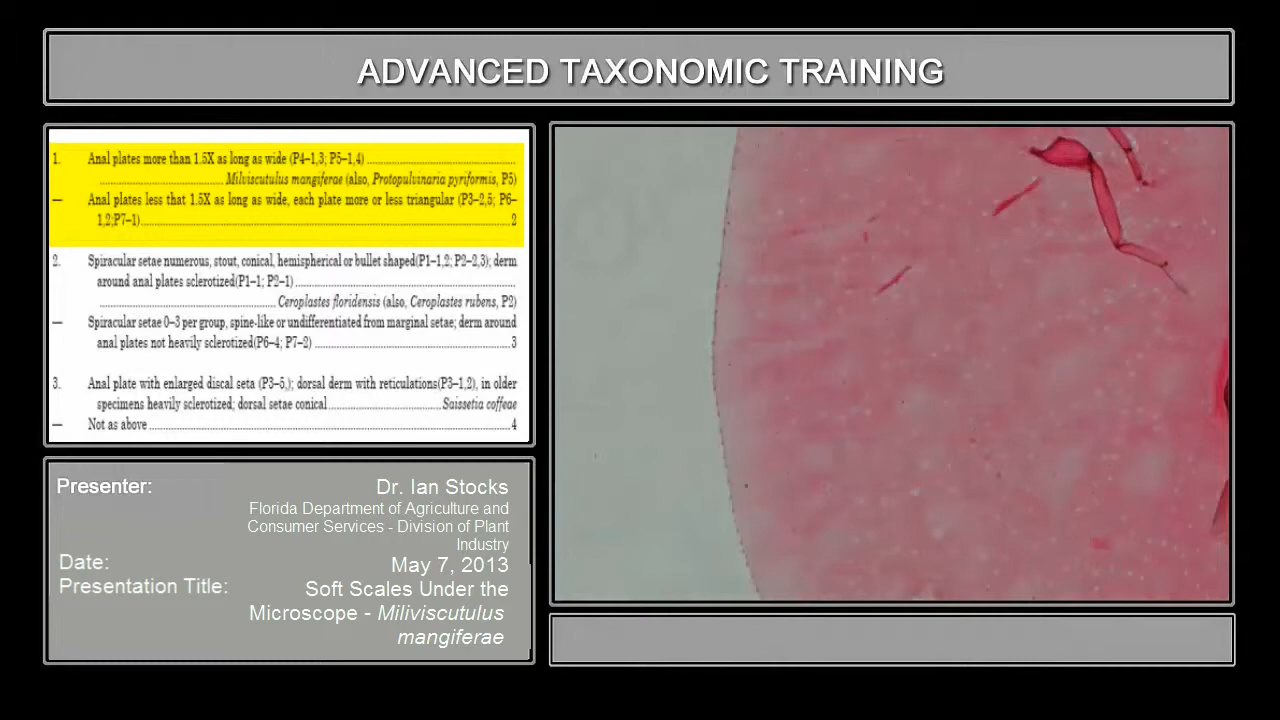 ADVANCED TAXONOMIC TRAINING
1. Anal plates more than 1.5X as long as wide (P4–1,3; P5–1,4) ................................................
....................................... Milviscutulus mangiferae (also, Protopulvinaria pyriformis, P5)
— Anal plates less that 1.5X as long as wide, each plate more or less triangular (P3–2,5; P6–
1,2;P7–1)........................................................................................................................ 2
2. Spiracular setae numerous, stout, conical, hemispherical or bullet shaped(P1–1,2; P2–2,3); derm
around anal plates sclerotized(P1–1; P2–1) .......................................................................
....................................................... Ceroplastes floridensis (also, Ceroplastes rubens, P2)
— Spiracular setae 0–3 per group, spine-like or undifferentiated from marginal setae; derm around
anal plates not heavily sclerotized(P6–4; P7–2) ................................................................ 3
3. Anal plate with enlarged discal seta (P3–5,); dorsal derm with reticulations(P3–1,2), in older
specimens heavily sclerotized; dorsal setae conical ................................... Saissetia coffeae
— Not as above ................................................................................................................... 4
Presenter: Dr. Ian Stocks
Florida Department of Agriculture and
Consumer Services - Division of Plant
Industry
Date: May 7, 2013
Presentation Title: Soft Scales Under the
Microscope - Miliviscutulus
mangiferae